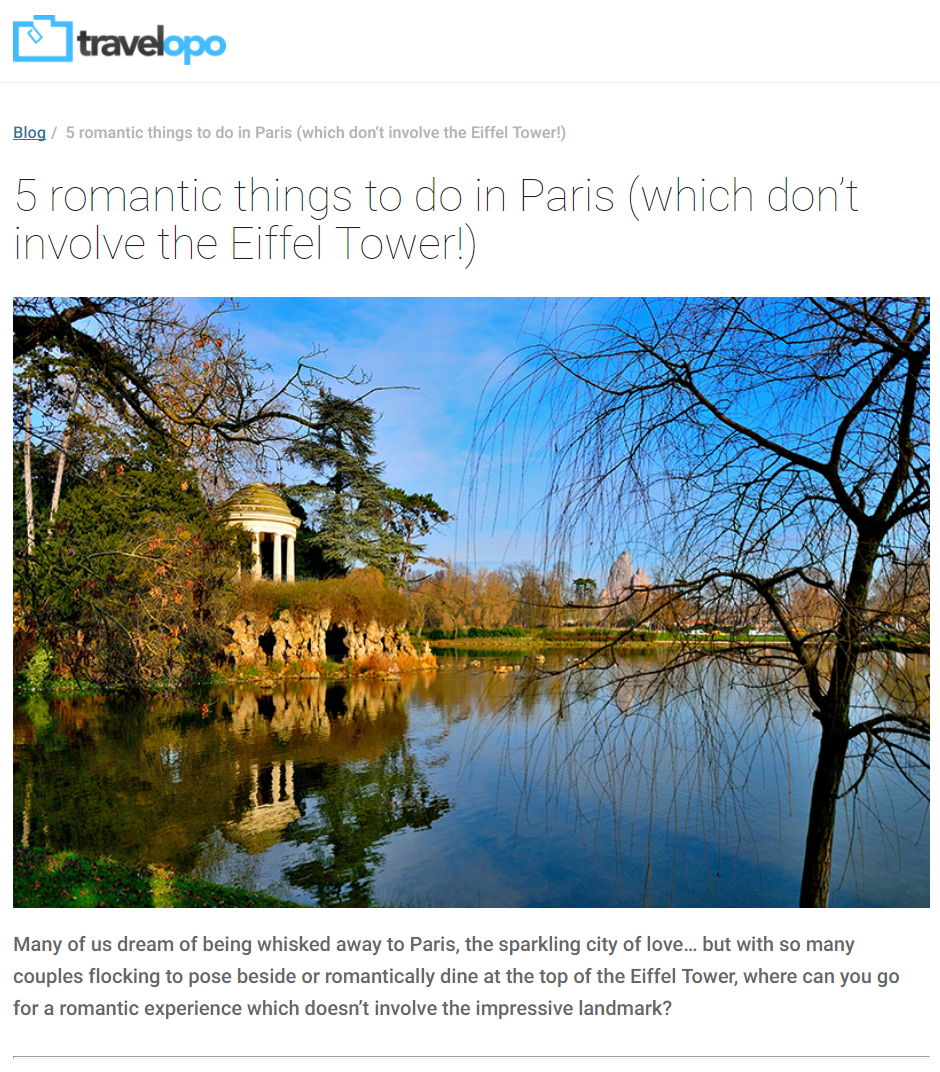 travelopo
Blog / 5 romantic things to do in Paris (which don’t involve the Eiffel Tower!)
5 romantic things to do in Paris (which don’t
involve the Eiffel Tower!)
Many of us dream of being whisked away to Paris, the sparkling city of love… but with so many
couples flocking to pose beside or romantically dine at the top of the Eiffel Tower, where can you go
for a romantic experience which doesn’t involve the impressive landmark?